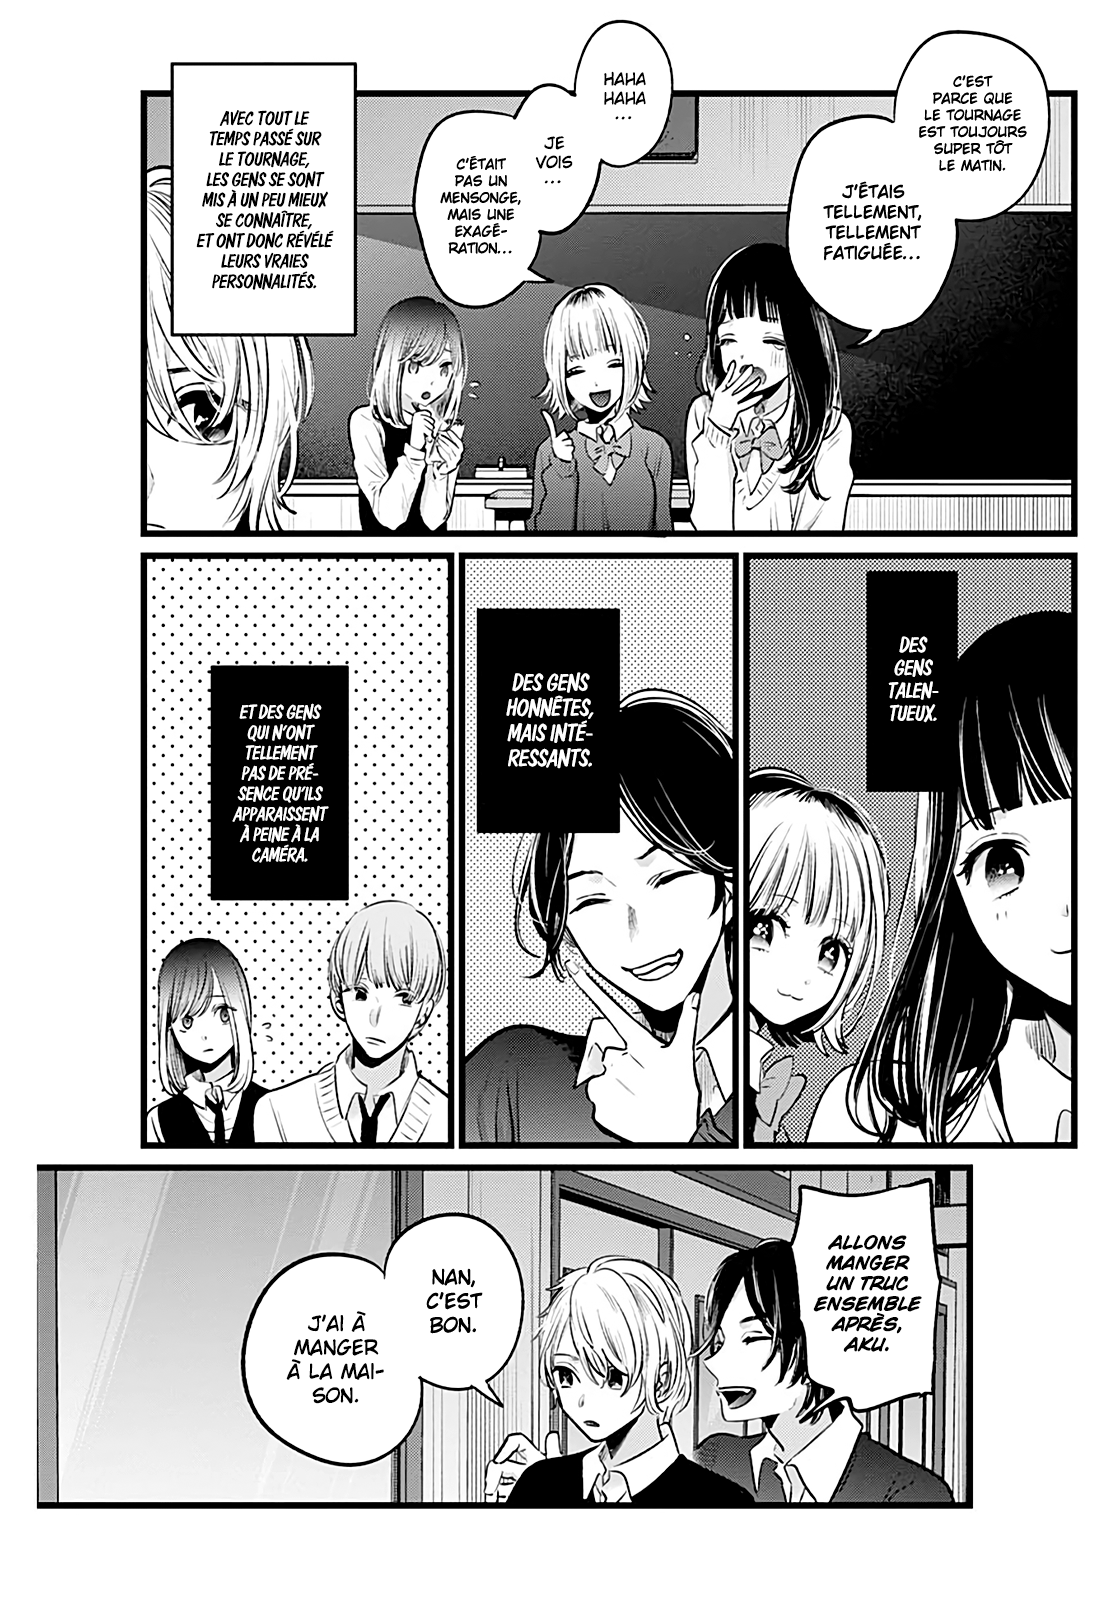 C'EST
PARCE QUE
LE TOURNAGE
EST TOUJOURS
SUPER TÔT
LE MATIN.
J'ÉTAIS
TELLEMENT,
TELLEMENT
FATIGUÉE...
HAHA
HAHA
...
JE
VOIS
...
C'ÉTAIT
PAS UN
MENSONGE,
MAIS UNE
EXAGÉ-
RATION...
AVEC TOUT LE
TEMPS PASSÉ SUR
LE TOURNAGE,
LES GENS SE SONT
MIS À UN PEU MIEUX
SE CONNAÎTRE,
ET ONT DONC RÉVÉLÉ
LEURS VRAIES
PERSONNALITÉS.
DES
GENS
TALEN-
TUEUX.
DES GENS
HONNÊTES,
MAIS INTÉ-
RESSANTS.
ET DES GENS
QUI N'ONT
TELLEMENT
PAS DE PRÉ-
SENCE QU'ILS
APPARAISSENT
À PEINE À LA
CAMÉRA.
ALLONS
MANGER
UN TRUC
ENSEMBLE
APRÈS,
AKU.
NAN,
C'EST
BON.
J'AI À
MANGER
À LA MAI-
SON.